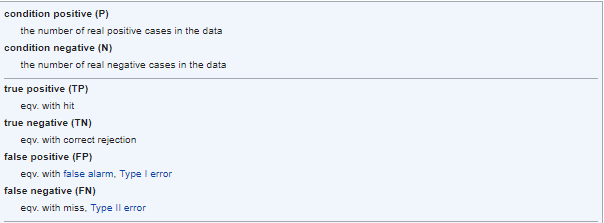 condition positive (P)
the number of real positive cases in the data
condition negative (N)
the number of real negative cases in the data
true positive (TP)
eqv. with hit
true negative (TN)
eqv. with correct rejection
false positive (FP)
eqv. with false alarm, Type I error
false negative (FN)
eqv. with miss, Type II error